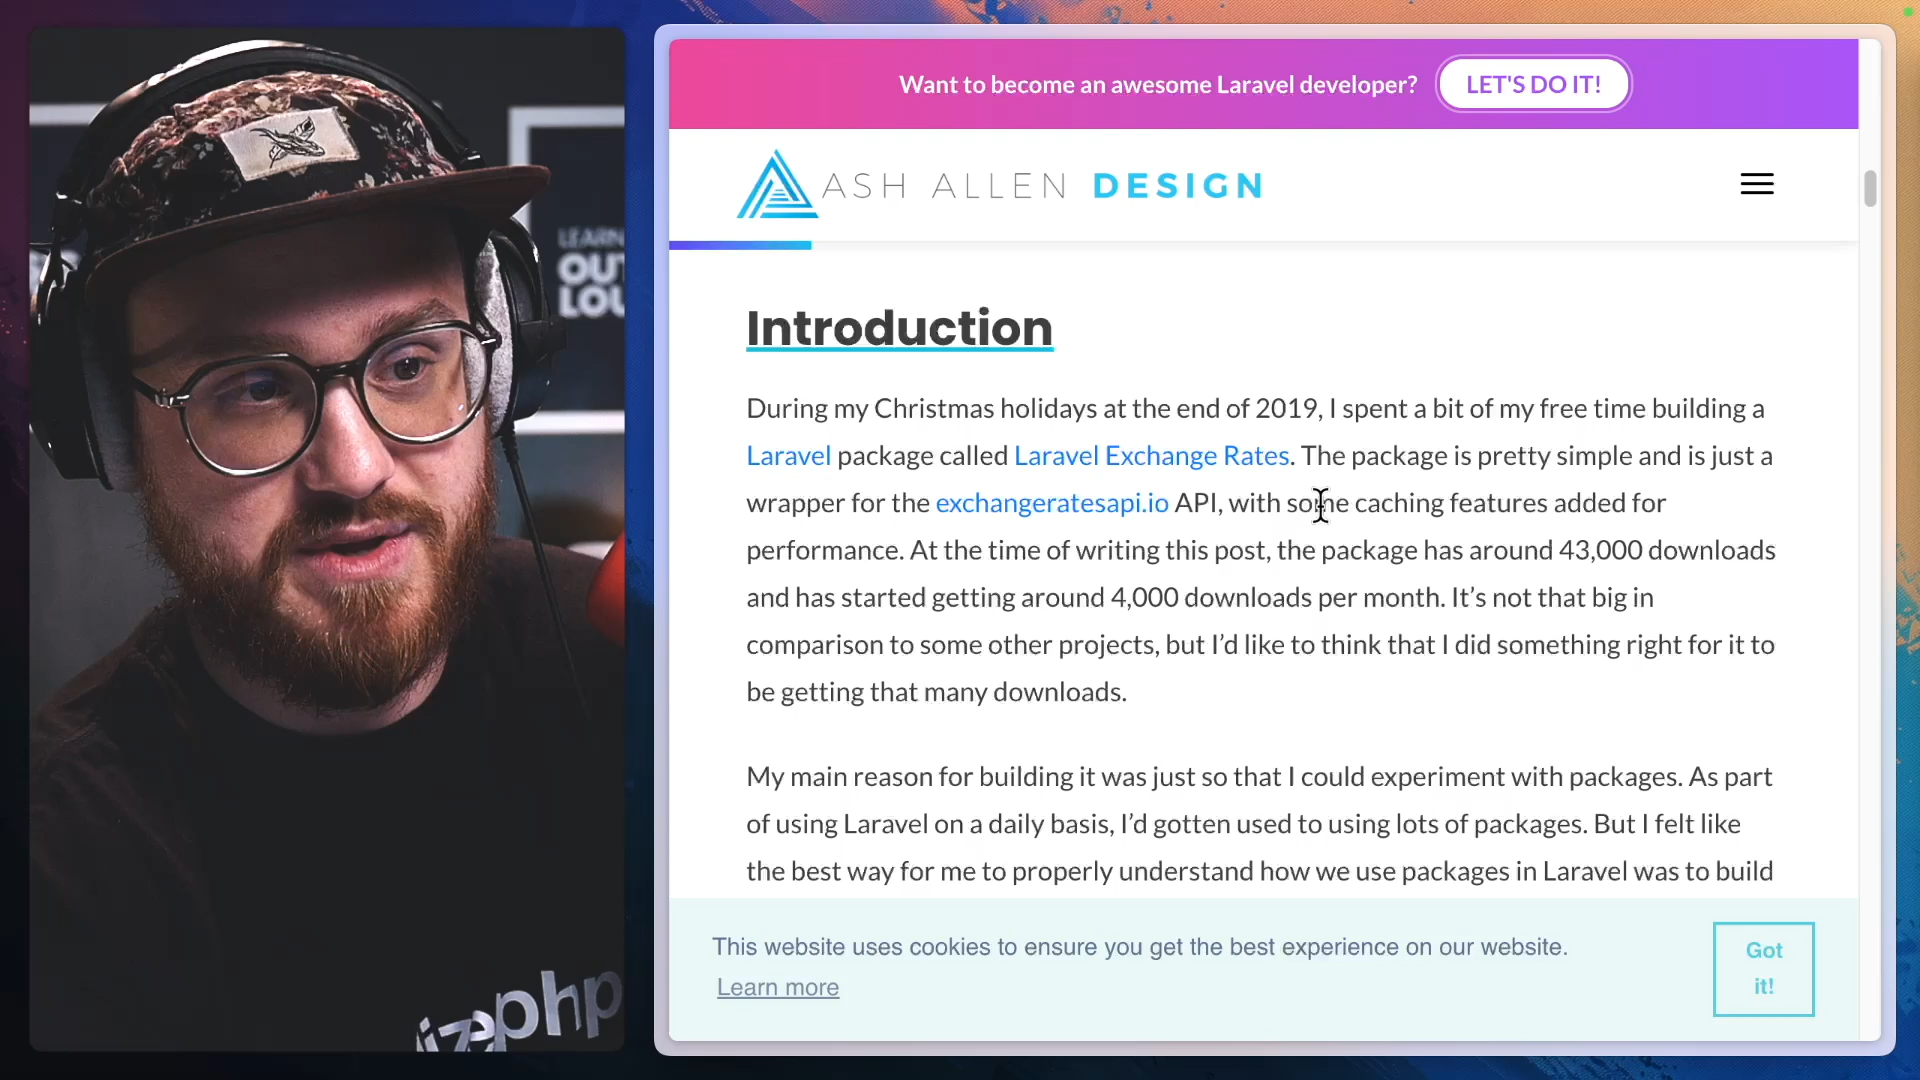 LEARN
OUT
LOU
izephp
Want to become an awesome Laravel developer?
LET'S DO IT!
ASH ALLEN DESIGN
Introduction
During my Christmas holidays at the end of 2019, I spent a bit of my free time building a
Laravel package called Laravel Exchange Rates. The package is pretty simple and is just a
wrapper for the exchangeratesapi.io API, with some caching features added for
performance. At the time of writing this post, the package has around 43,000 downloads
and has started getting around 4,000 downloads per month. It’s not that big in
comparison to some other projects, but I’d like to think that I did something right for it to
be getting that many downloads.
My main reason for building it was just so that I could experiment with packages. As part
of using Laravel on a daily basis, I’d gotten used to using lots of packages. But I felt like
the best way for me to properly understand how we use packages in Laravel was to build
This website uses cookies to ensure you get the best experience on our website.
Learn more
Got
it!